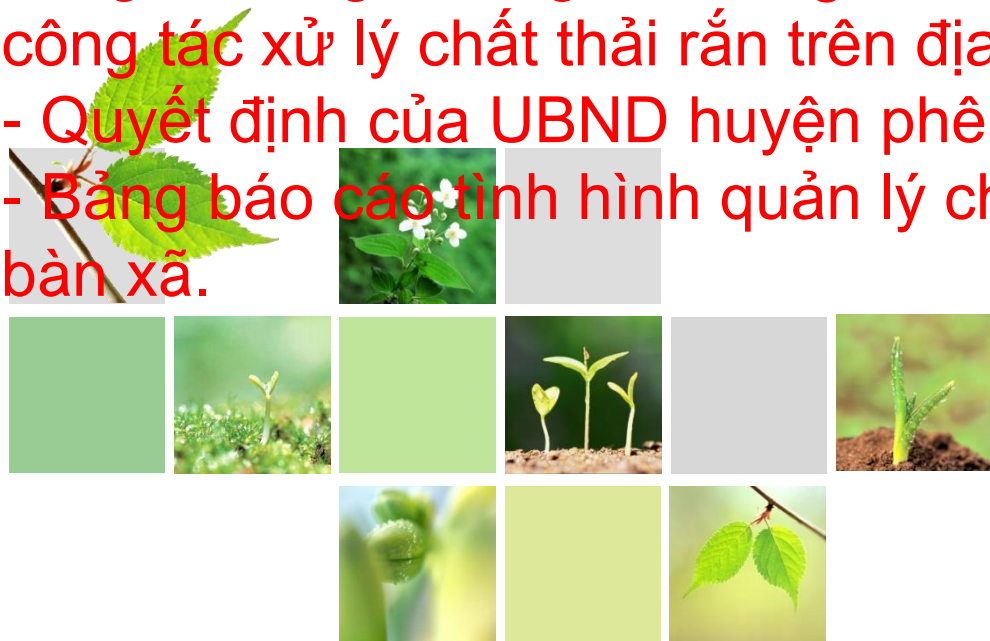 công tác xử lý chất thải rắn trên địa
- Quyết định của UBND huyện phê
- Bảng báo cáo tình hình quản lý ch
bàn xã.